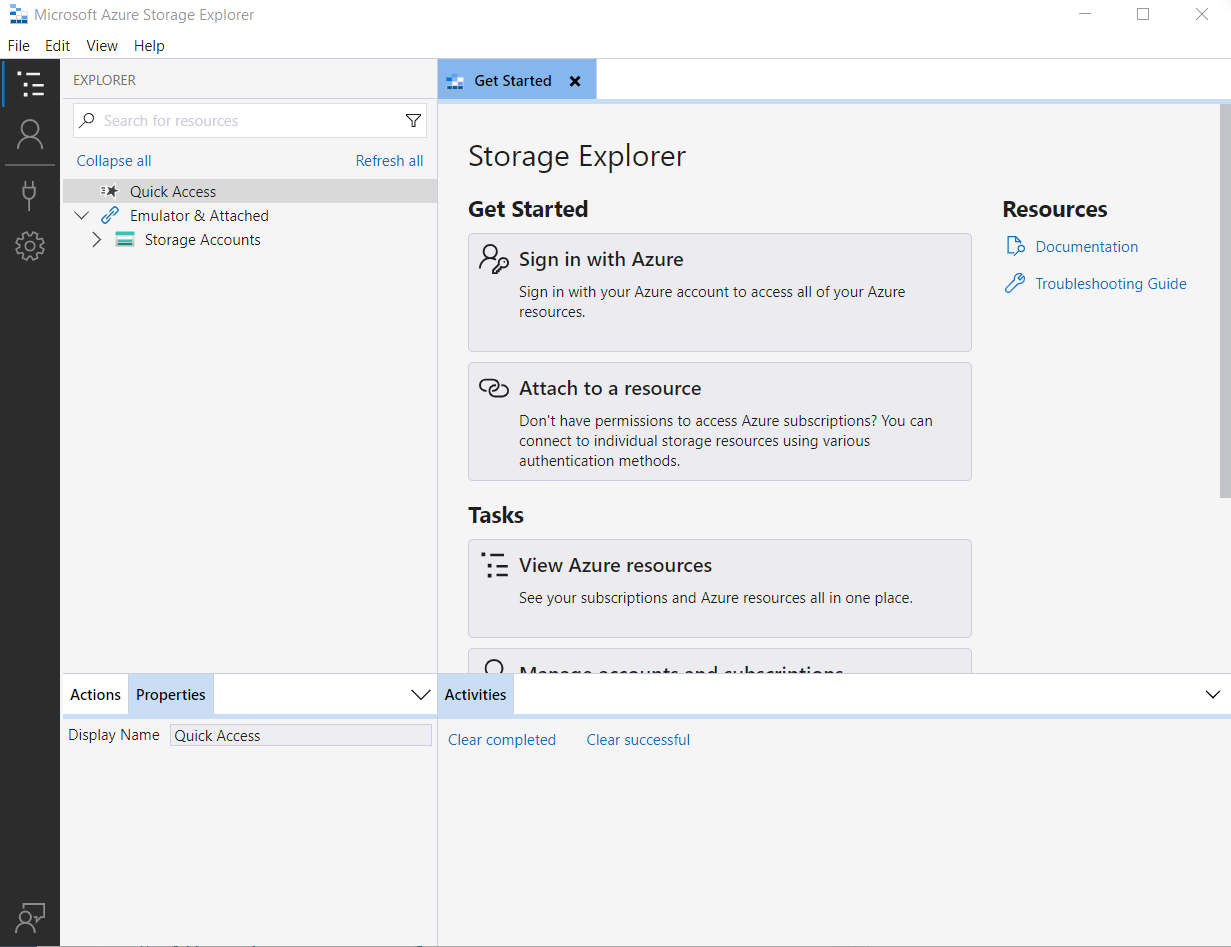 Microsoft Azure Storage Explorer
File Edit View Help
EXPLORER
Search for resources
Collapse all Refresh all
Quick Access
Emulator & Attached
Storage Accounts
Get Started
Storage Explorer
Get Started
Sign in with Azure
Sign in with your Azure account to access all of your Azure
resources.
Attach to a resource
Don't have permissions to access Azure subscriptions? You can
connect to individual storage resources using various
authentication methods.
Tasks
View Azure resources
See your subscriptions and Azure resources all in one place.
Manage accounts and subscriptions
Resources
Documentation
Troubleshooting Guide
Actions Properties
Display Name Quick Access
Activities
Clear completed Clear successful